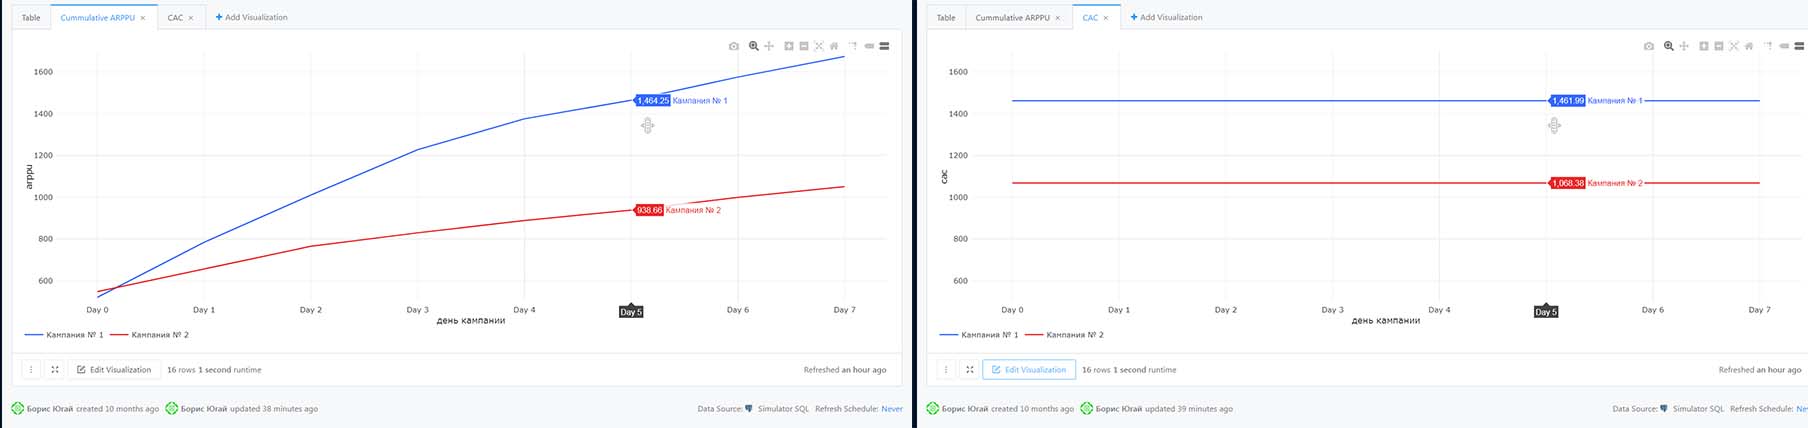 Table
Cummulative ARPPU ×
CAC ×
+ Add Visualization
1600
1400
1200
1000
800
600
arppu
1,464.25 Кампания № 1
938.66 Кампания № 2
Day 0 Day 1 Day 2 Day 3 Day 4 Day 5 Day 6 Day 7
день кампании
Кампания № 1 Кампания № 2
Edit Visualization 16 rows 1 second runtime Refreshed an hour ago
Борис Югай created 10 months ago Борис Югай updated 38 minutes ago Data Source: Simulator SQL Refresh Schedule: Never
Table
Cummulative ARPPU ×
CAC ×
+ Add Visualization
1600
1400
1200
1000
800
600
cac
1,461.99 Кампания № 1
1,068.38 Кампания № 2
Day 0 Day 1 Day 2 Day 3 Day 4 Day 5 Day 6 Day 7
день кампании
Кампания № 1 Кампания № 2
Edit Visualization 16 rows 1 second runtime Refreshed an hour ago
Борис Югай created 10 months ago Борис Югай updated 39 minutes ago Data Source: Simulator SQL Refresh Schedule: